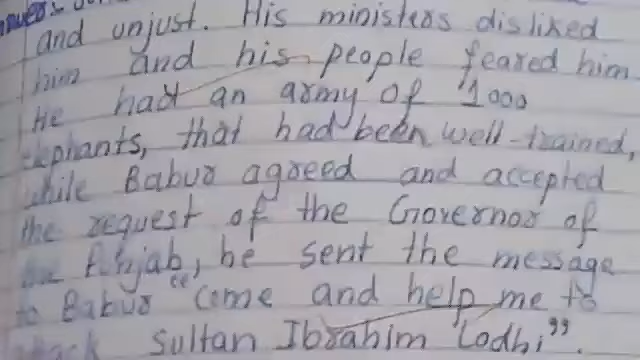 and unjust. His ministers disliked
him and his people feared him.
He had an army of 1000
elephants, that had been well-trained,
while Babur agreed and accepted
the request of the Governor of
the Punjab, he sent the message
to Babur "Come and help me to
attack Sultan Ibrahim Lodhi".